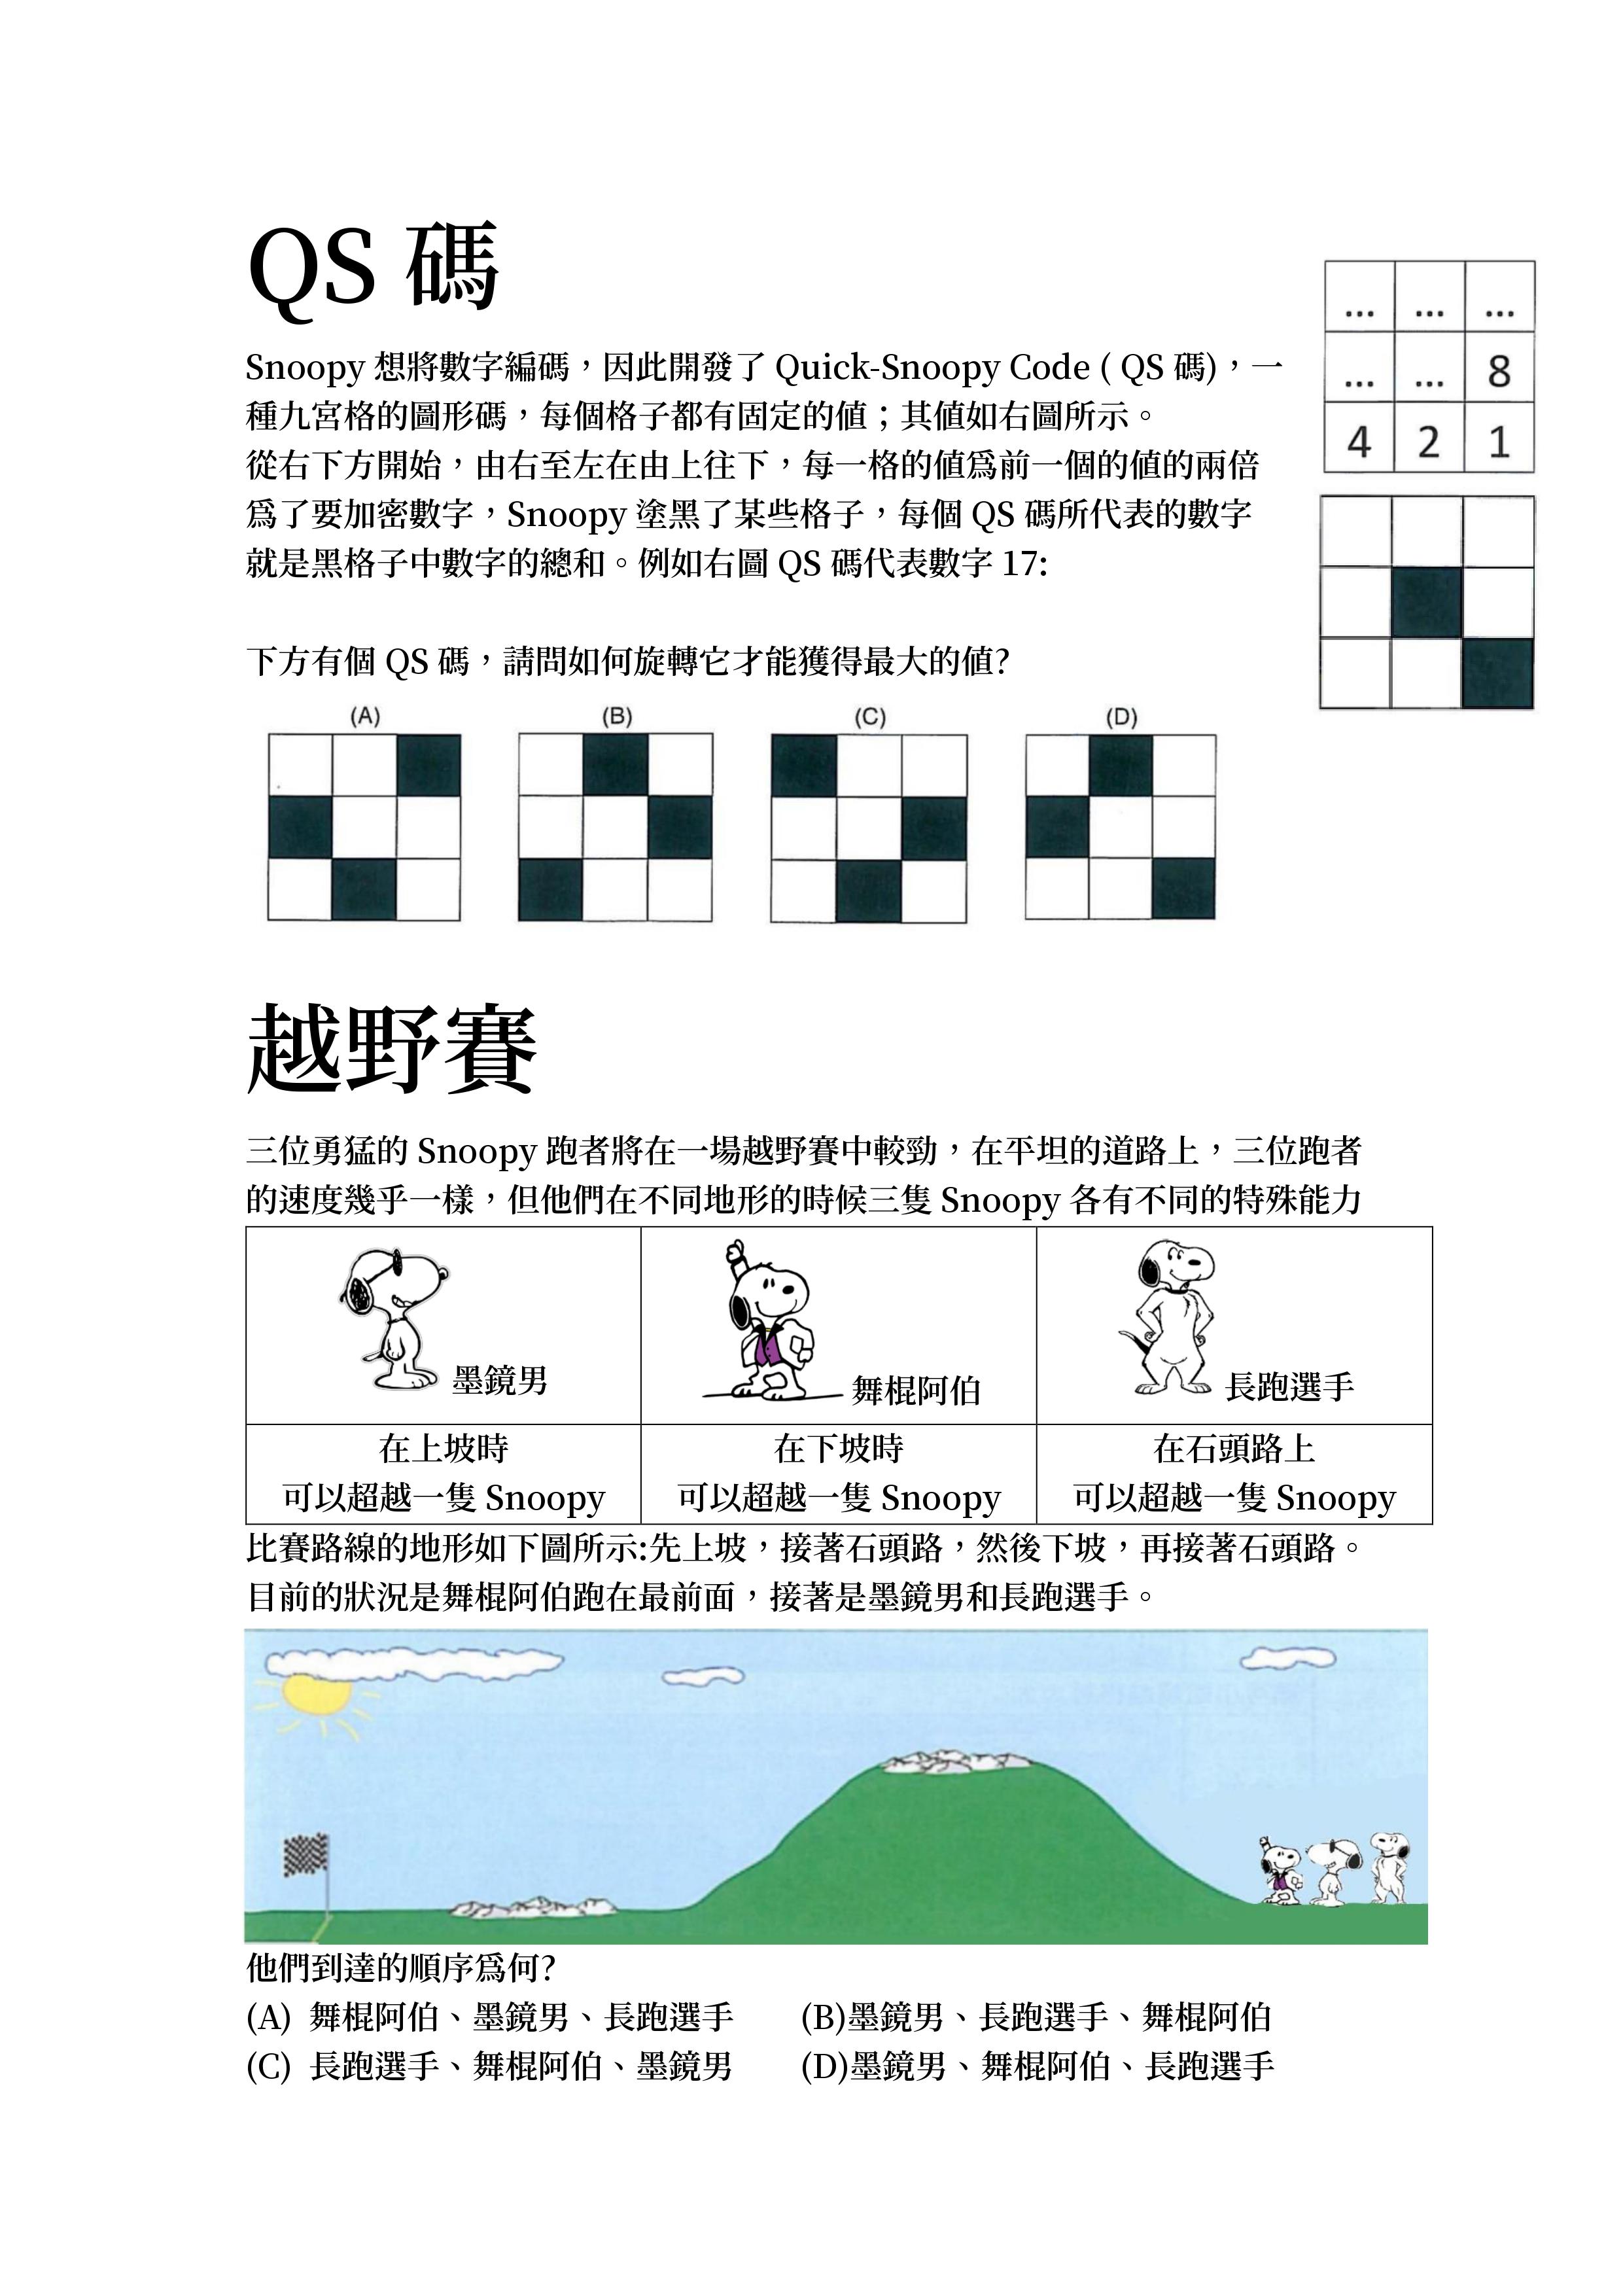 QS 碼
Snoopy 想將數字編碼，因此開發了 Quick-Snoopy Code ( QS 碼)，一
種九宮格的圖形碼，每個格子都有固定的值；其值如右圖所示。
從右下方開始，由右至左在由上往下，每一格的值為前一個的值的兩倍
為了要加密數字，Snoopy 塗黑了某些格子，每個 QS 碼所代表的數字
就是黑格子中數字的總和。例如右圖 QS 碼代表數字 17:
... ... ...
... ... 8
4 2 1
下方有個 QS 碼，請問如何旋轉它才能獲得最大的值?
(A) (B) (C) (D)
越野賽
三位勇猛的 Snoopy 跑者將在一場越野賽中較勁，在平坦的道路上，三位跑者
的速度幾乎一樣，但他們在不同地形的時候三隻 Snoopy 各有不同的特殊能力
墨鏡男 舞棍阿伯 長跑選手
在上坡時 在下坡時 在石頭路上
可以超越一隻 Snoopy 可以超越一隻 Snoopy 可以超越一隻 Snoopy
比賽路線的地形如下圖所示:先上坡，接著石頭路，然後下坡，再接著石頭路。
目前的狀況是舞棍阿伯跑在最前面，接著是墨鏡男和長跑選手。
他們到達的順序為何?
(A) 舞棍阿伯、墨鏡男、長跑選手 (B)墨鏡男、長跑選手、舞棍阿伯
(C) 長跑選手、舞棍阿伯、墨鏡男 (D)墨鏡男、舞棍阿伯、長跑選手